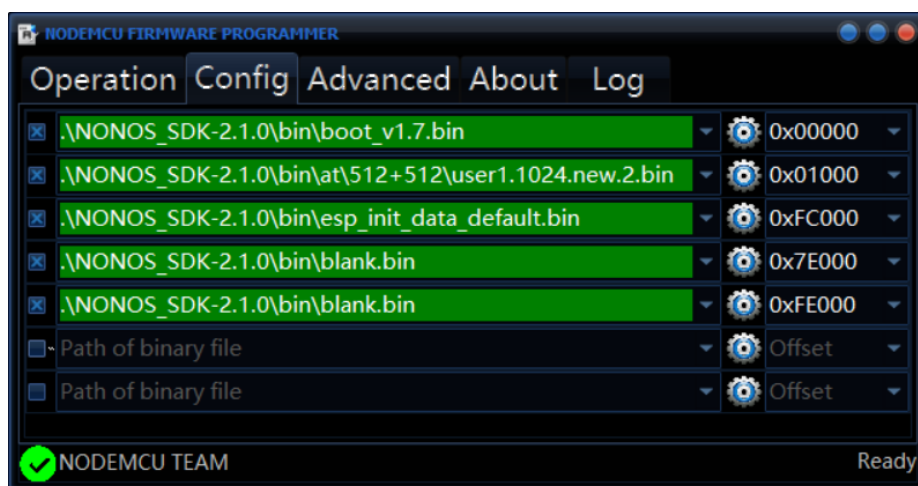 NODEMCU FIRMWARE PROGRAMMER
Operation Config Advanced About Log
.\NONOS_SDK-2.1.0\bin\boot_v1.7.bin 0x00000
.\NONOS_SDK-2.1.0\bin\at\512+512\user1.1024.new.2.bin 0x01000
.\NONOS_SDK-2.1.0\bin\esp_init_data_default.bin 0xFC000
.\NONOS_SDK-2.1.0\bin\blank.bin 0x7E000
.\NONOS_SDK-2.1.0\bin\blank.bin 0xFE000
Path of binary file Offset
Path of binary file Offset
NODEMCU TEAM Ready